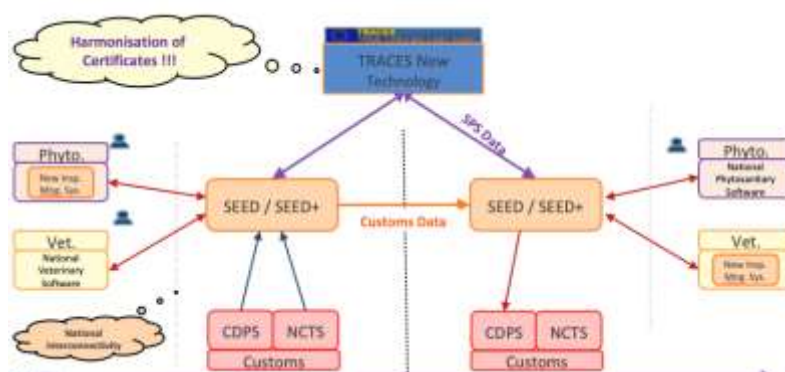 Harmonisation of
Certificates !!!
TRACES
TRACES New
Technology
SPS Data
Phyto.
New Insp.
Mng. Sys.
Vet.
National
Veterinary
Software
SEED / SEED+
Customs Data
SEED / SEED+
Phyto.
National
Phytosanitary
Software
Vet.
New Insp.
Mng. Sys.
National
Interconnectivity
CDPS
NCTS
Customs
CDPS
NCTS
Customs